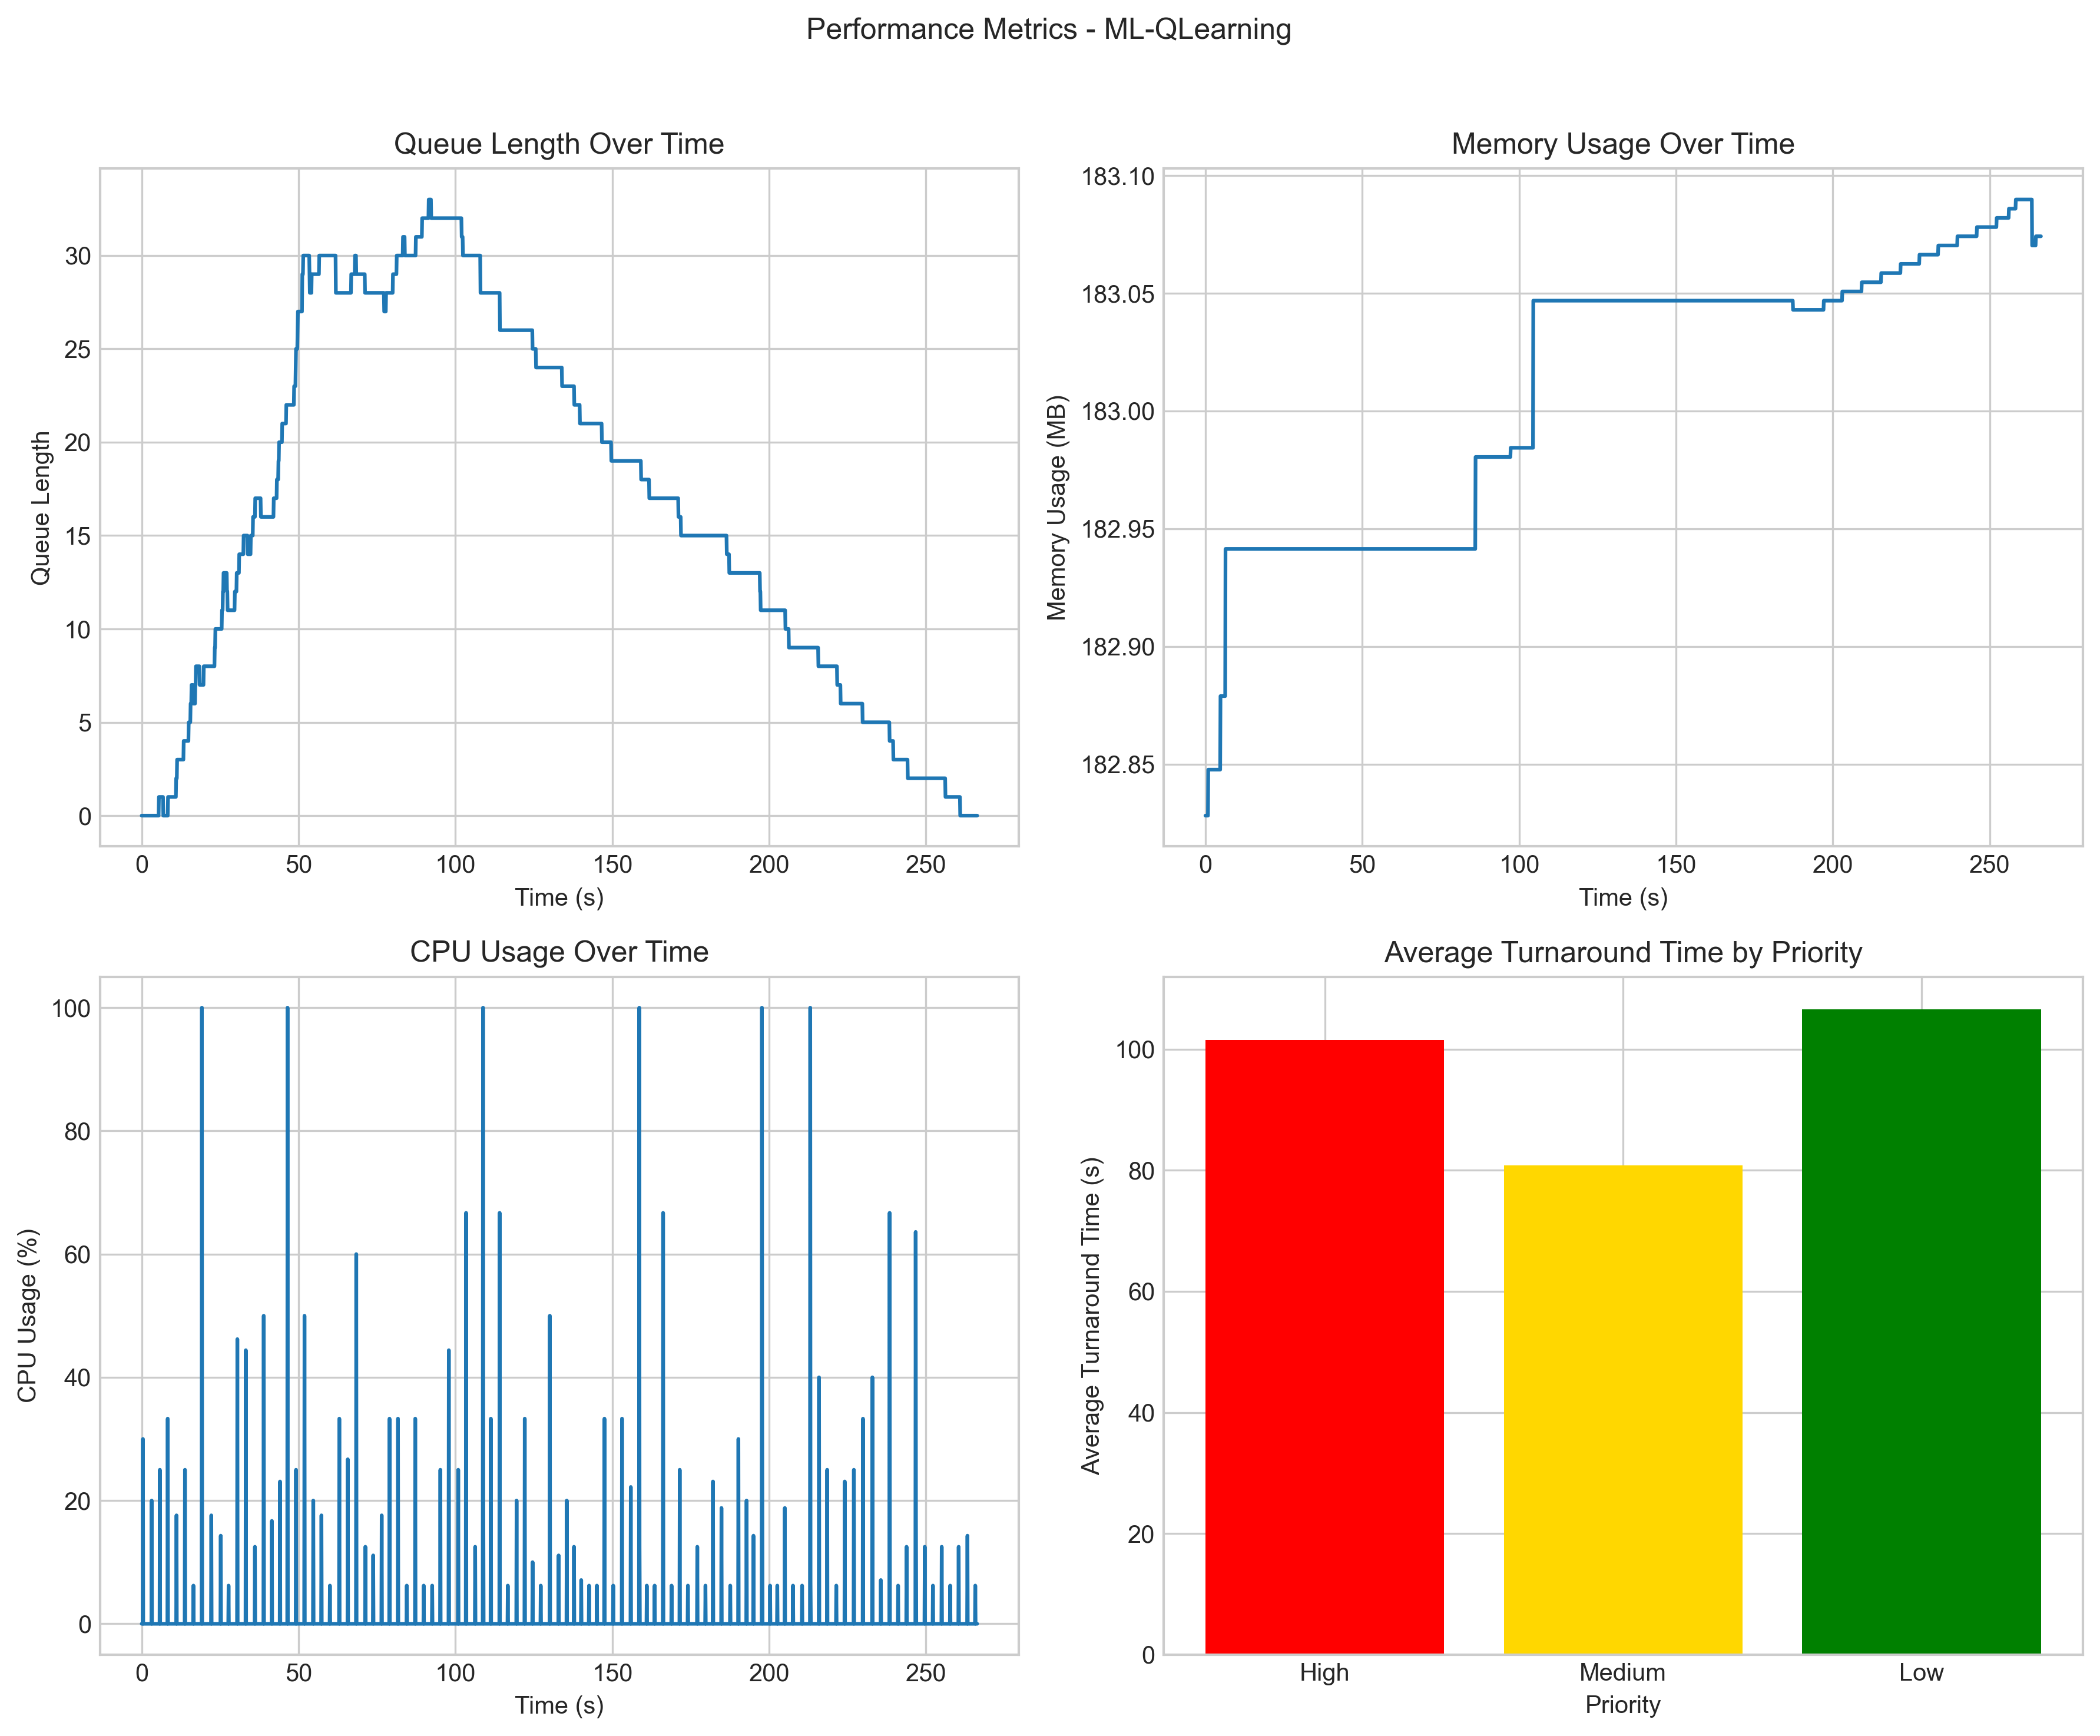 Performance Metrics - ML-QLearning
Queue Length Over Time
Queue Length
30
25
20
15
10
5
0
0 50 100 150 200 250
Time (s)
Memory Usage Over Time
Memory Usage (MB)
183.10
183.05
183.00
182.95
182.90
182.85
0 50 100 150 200 250
Time (s)
CPU Usage Over Time
CPU Usage (%)
100
80
60
40
20
0
0 50 100 150 200 250
Time (s)
Average Turnaround Time by Priority
Average Turnaround Time (s)
100
80
60
40
20
0
High Medium Low
Priority